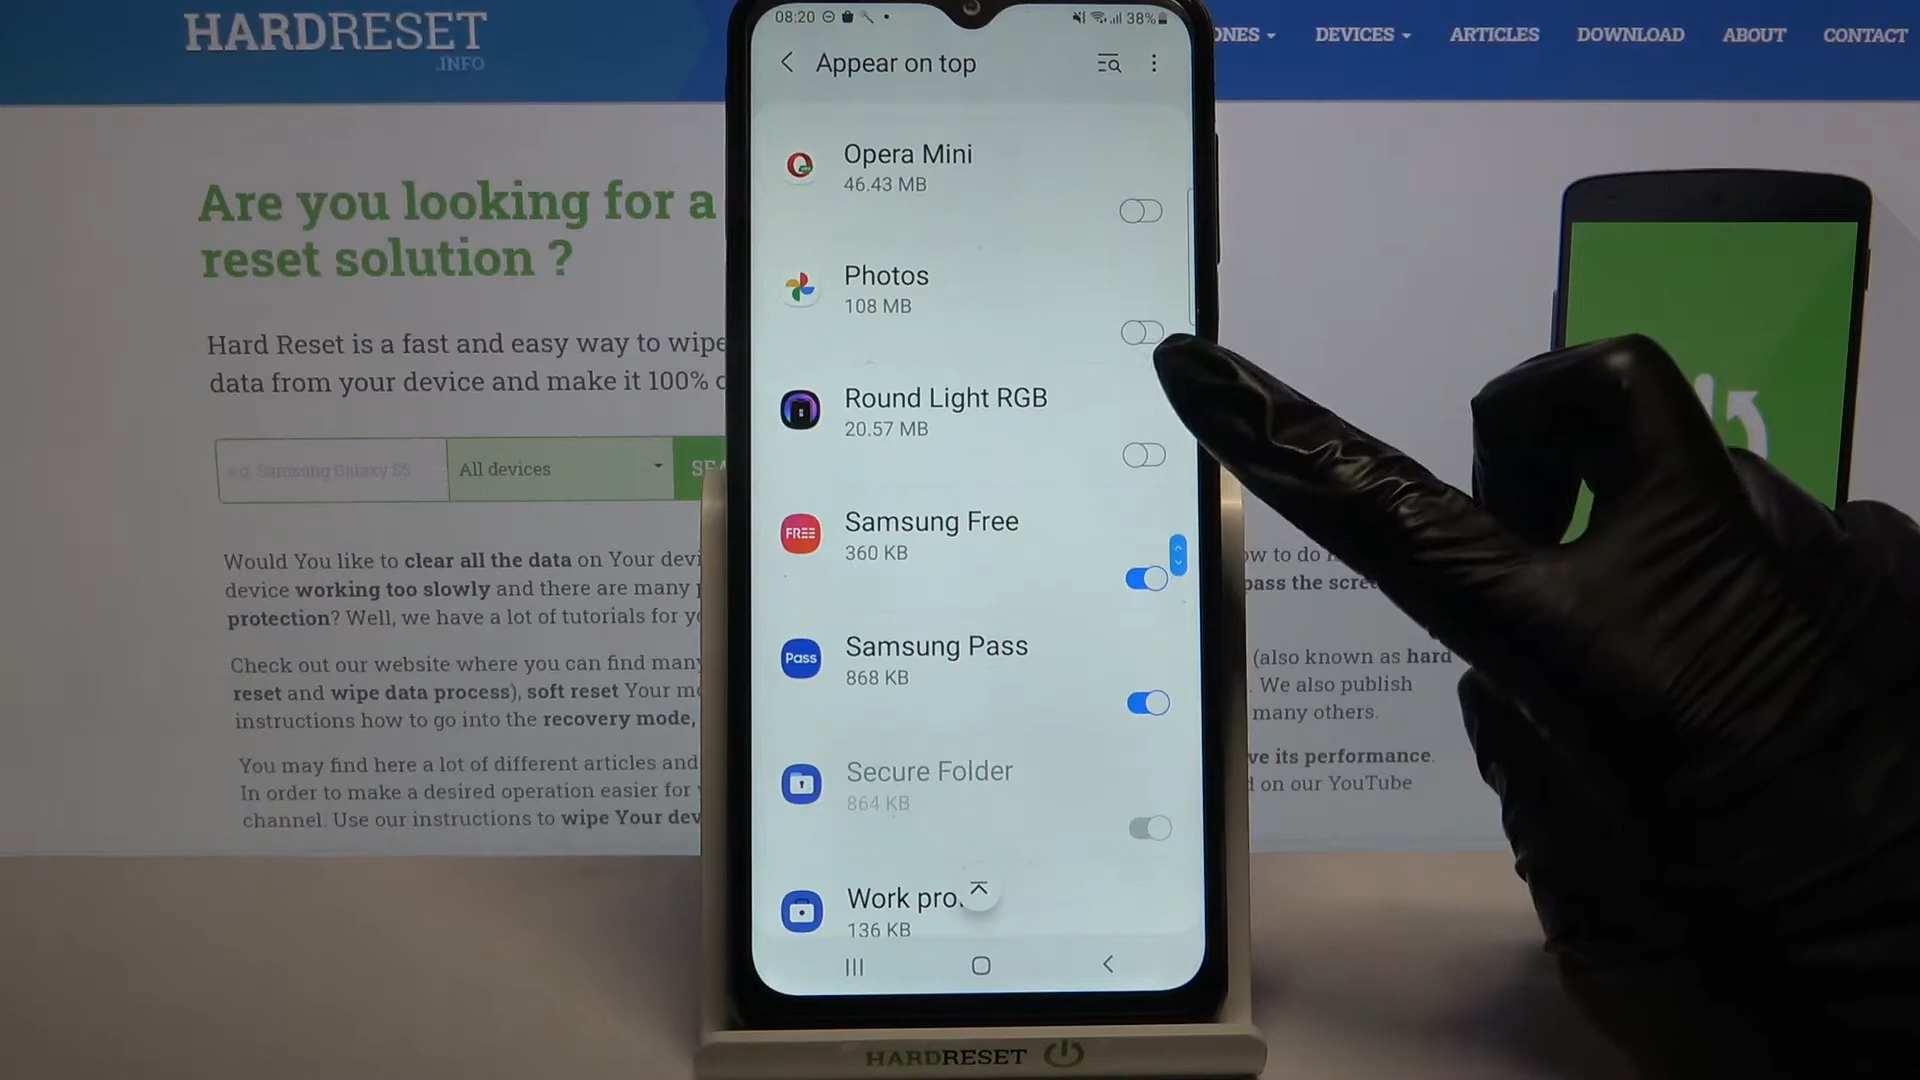 HARDRESET
.INFO
DEVICES
ARTICLES
DOWNLOAD
ABOUT
CONTACT
Are you looking for a
reset solution ?
Hard Reset is a fast and easy way to wipe
data from your device and make it 100%
e.g. Samsung Galaxy S5
All devices
Would You like to clear all the data on Your
device working too slowly and there are many
protection? Well, we have a lot of tutorials for
Check out our website where you can find many
reset and wipe data process), soft reset Your
instructions how to go into the recovery mode,
You may find here a lot of different articles and
In order to make a desired operation easier for
channel. Use our instructions to wipe Your
to do
the
(also known as hard
. We also publish
many others.
its performance.
on our YouTube
08:20
38%
Appear on top
Opera Mini
46.43 MB
Photos
108 MB
Round Light RGB
20.57 MB
FREE
Samsung Free
360 KB
Pass
Samsung Pass
868 KB
Secure Folder
864 KB
Work
136 KB
HARDRESET